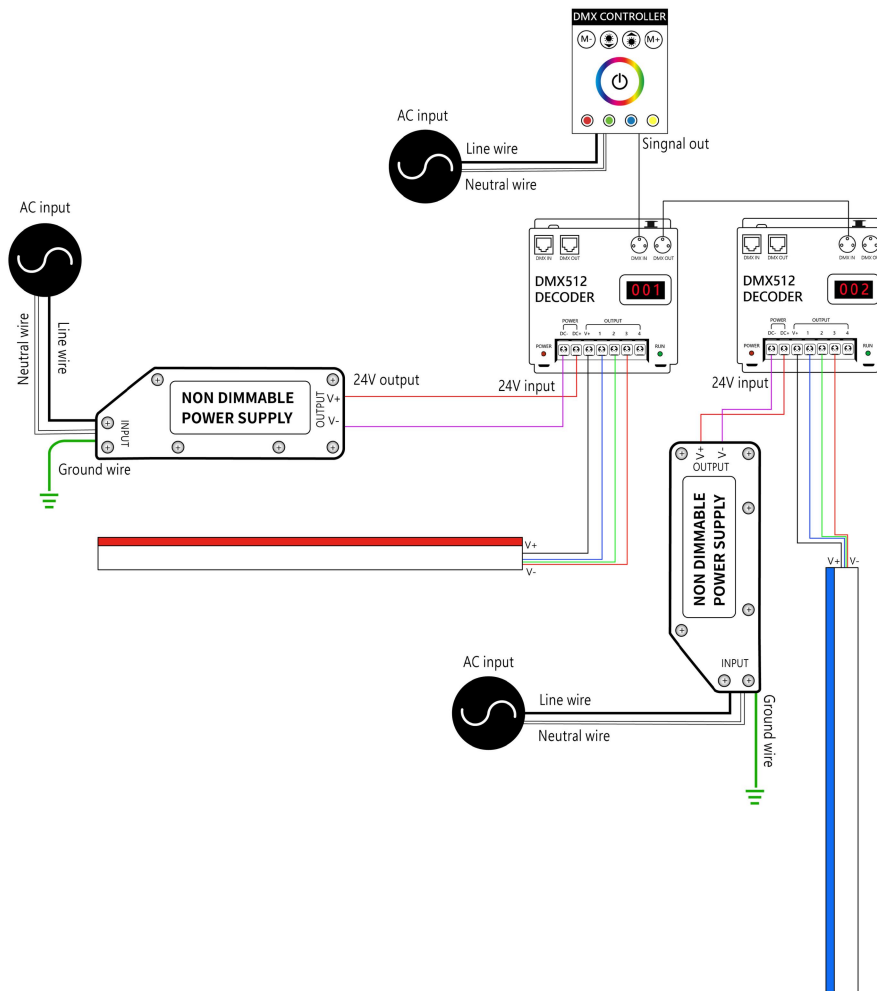 DMX CONTROLLER
M- M+
AC input
Line wire
Neutral wire
Singnal out
AC input
Neutral wire
Line wire
DMX IN DMX OUT DMX IN DMX OUT
DMX512
DECODER
001
POWER OUTPUT
DC- DC+ V+ 1 2 3 4
POWER RUN
24V input
DMX IN DMX OUT DMX IN
DMX512
DECODER
002
POWER OUTPUT
DC- DC+ V+ 1 2 3 4
POWER RUN
24V input
24V output
NON DIMMABLE
POWER SUPPLY
INPUT
OUTPUT
V+
V-
Ground wire
V+
V-
V+
V-
OUTPUT
NON DIMMABLE
POWER SUPPLY
INPUT
V+ V-
AC input
Line wire
Neutral wire
Ground wire